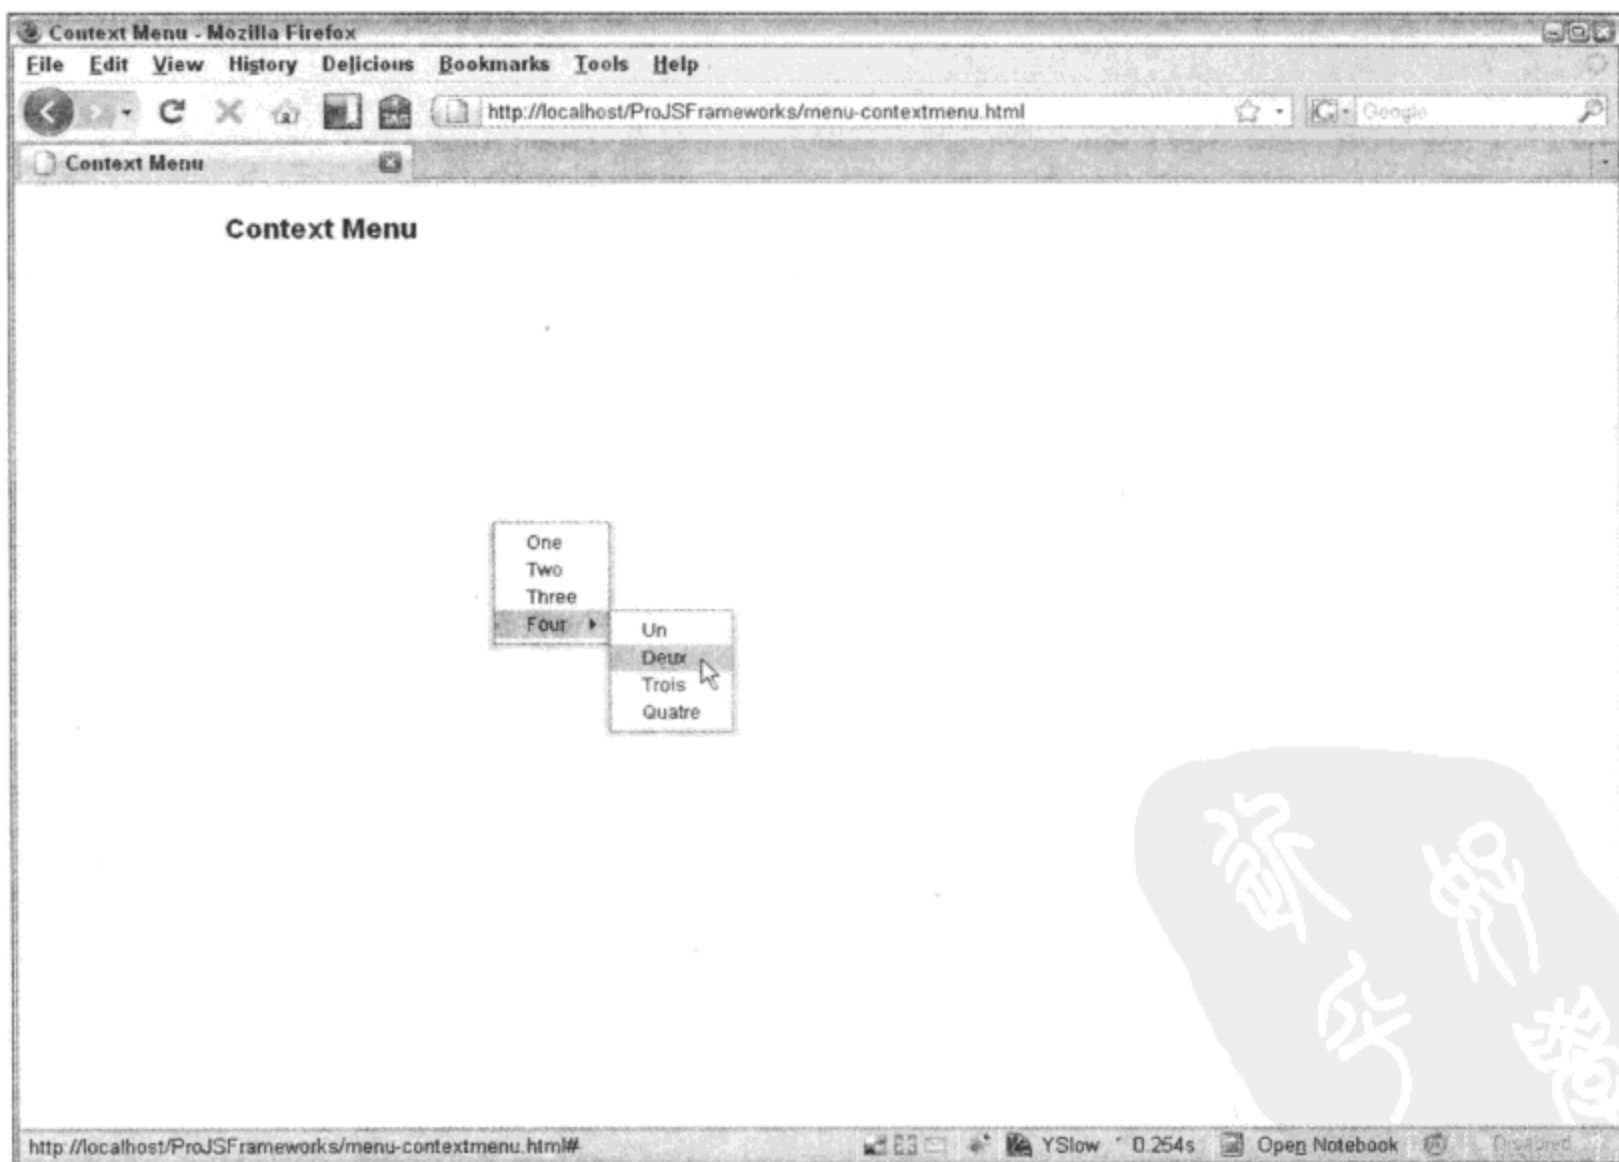 Context Menu - Mozilla Firefox
File Edit View History Delicious Bookmarks Tools Help
http://localhost/ProJSFrameworks/menu-contextmenu.html
Google
Context Menu
Context Menu
One
Two
Three
Four
Un
Deux
Trois
Quatre
http://localhost/ProJSFrameworks/menu-contextmenu.html#
YSlow 0.254s Open Notebook Disabled